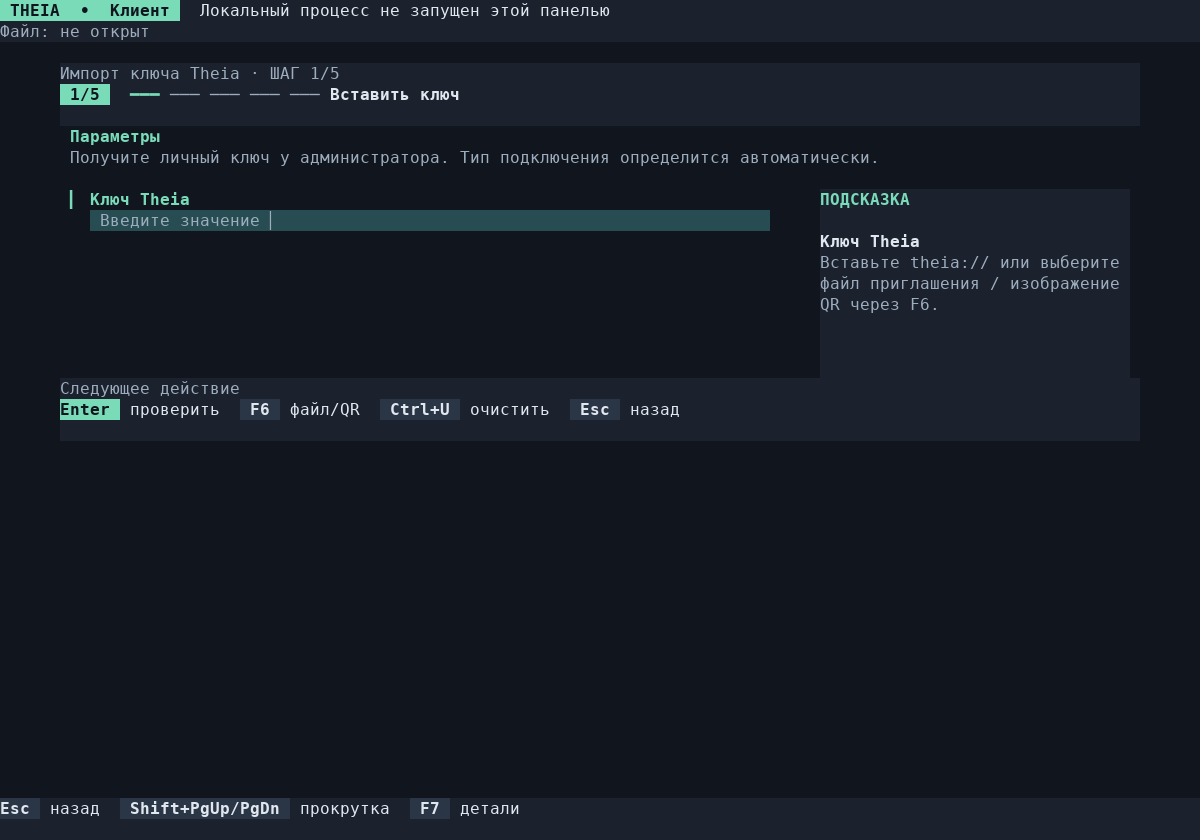 THEIA • Клиент Локальный процесс не запущен этой панелью
Файл: не открыт
Импорт ключа Theia · ШАГ 1/5
1/5 ━━━ ─── ─── ─── ─── Вставить ключ
Параметры
Получите личный ключ у администратора. Тип подключения определится автоматически.
Ключ Theia
Введите значение
ПОДСКАЗКА
Ключ Theia
Вставьте theia:// или выберите
файл приглашения / изображение
QR через F6.
Следующее действие
Enter проверить F6 файл/QR Ctrl+U очистить Esc назад
Esc назад Shift+PgUp/PgDn прокрутка F7 детали